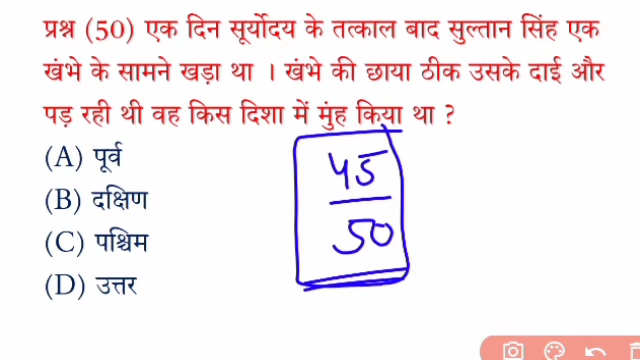 प्रश्न (50) एक दिन सूर्योदय के तत्काल बाद सुल्तान सिंह एक
खंभे के सामने खड़ा था । खंभे की छाया ठीक उसके दाई और
पड़ रही थी वह किस दिशा में मुंह किया था ?
(A) पूर्व
(B) दक्षिण
(C) पश्चिम
(D) उत्तर
45
50